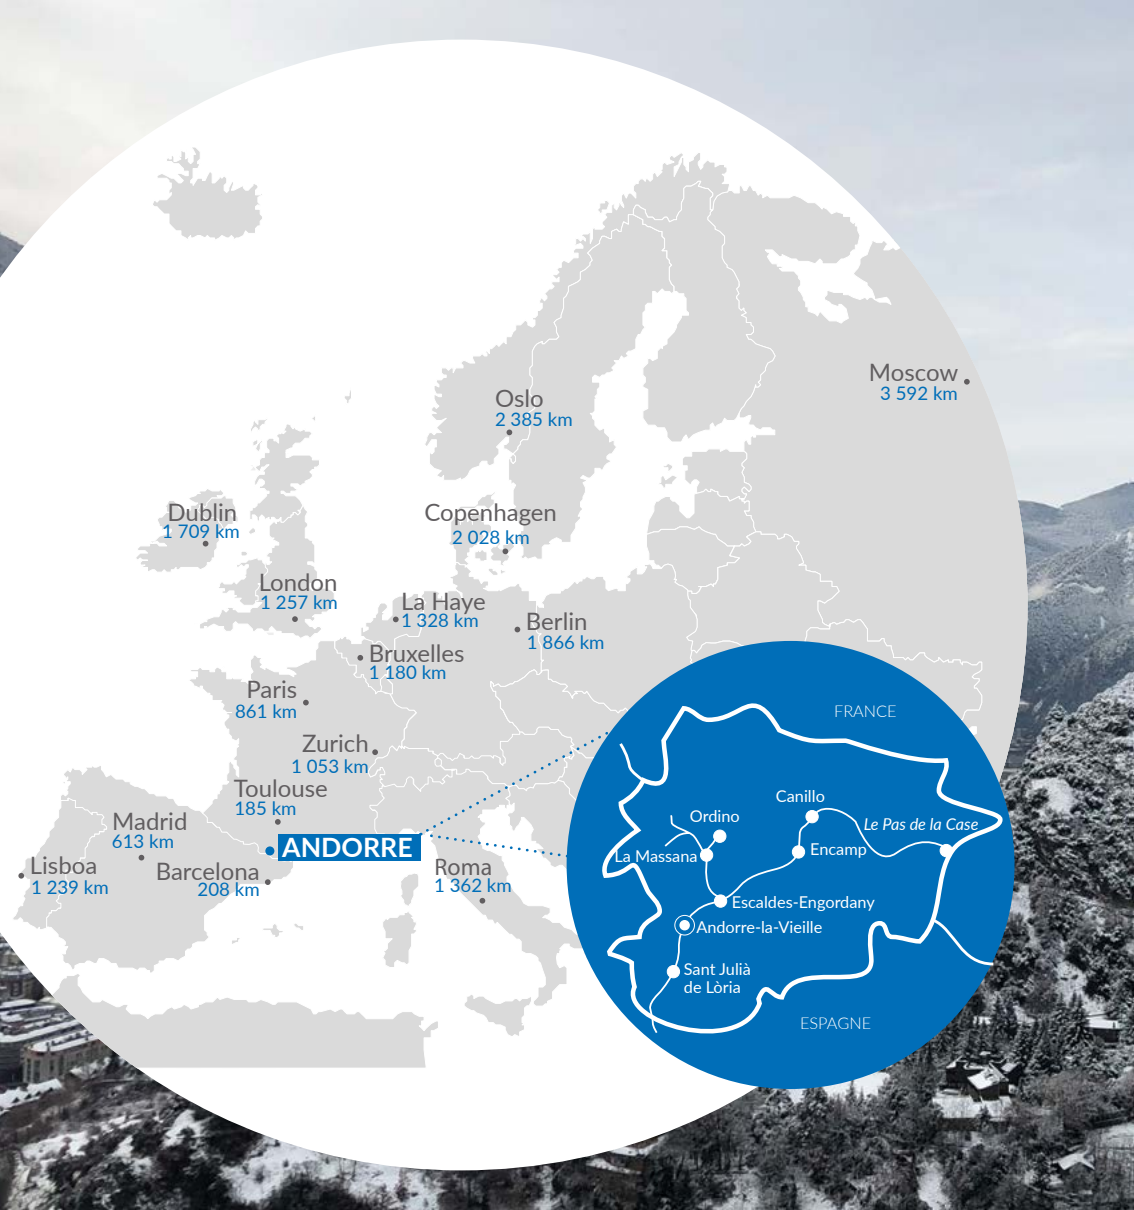 Moscow
3 592 km
Oslo
2 385 km
Dublin
1 709 km
Copenhagen
2 028 km
London
1 257 km
La Haye
1 328 km
Berlin
1 866 km
Bruxelles
1 180 km
Paris
861 km
Zurich
1 053 km
Toulouse
185 km
Madrid
613 km
ANDORRE
Lisboa
1 239 km
Barcelona
208 km
Roma
1 362 km
FRANCE
Canillo
Ordino
Le Pas de la Case
La Massana
Encamp
Escaldes-Engordany
Andorre-la-Vieille
Sant Julià
de Lòria
ESPAGNE